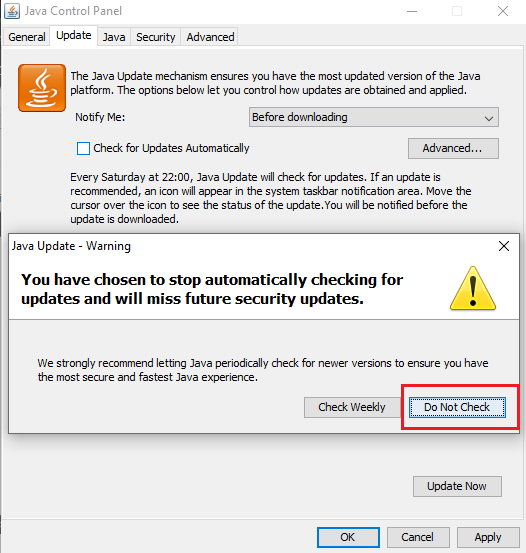 Java Control Panel
General Update Java Security Advanced
The Java Update mechanism ensures you have the most updated version of the Java
platform. The options below let you control how updates are obtained and applied.
Notify Me: Before downloading
Check for Updates Automatically Advanced...
Every Saturday at 22:00, Java Update will check for updates. If an update is
recommended, an icon will appear in the system taskbar notification area. Move the
cursor over the icon to see the status of the update.You will be notified before the
update is downloaded.
Java Update - Warning
You have chosen to stop automatically checking for
updates and will miss future security updates.
We strongly recommend letting Java periodically check for newer versions to ensure you have
the most secure and fastest Java experience.
Check Weekly Do Not Check
Update Now
OK Cancel Apply